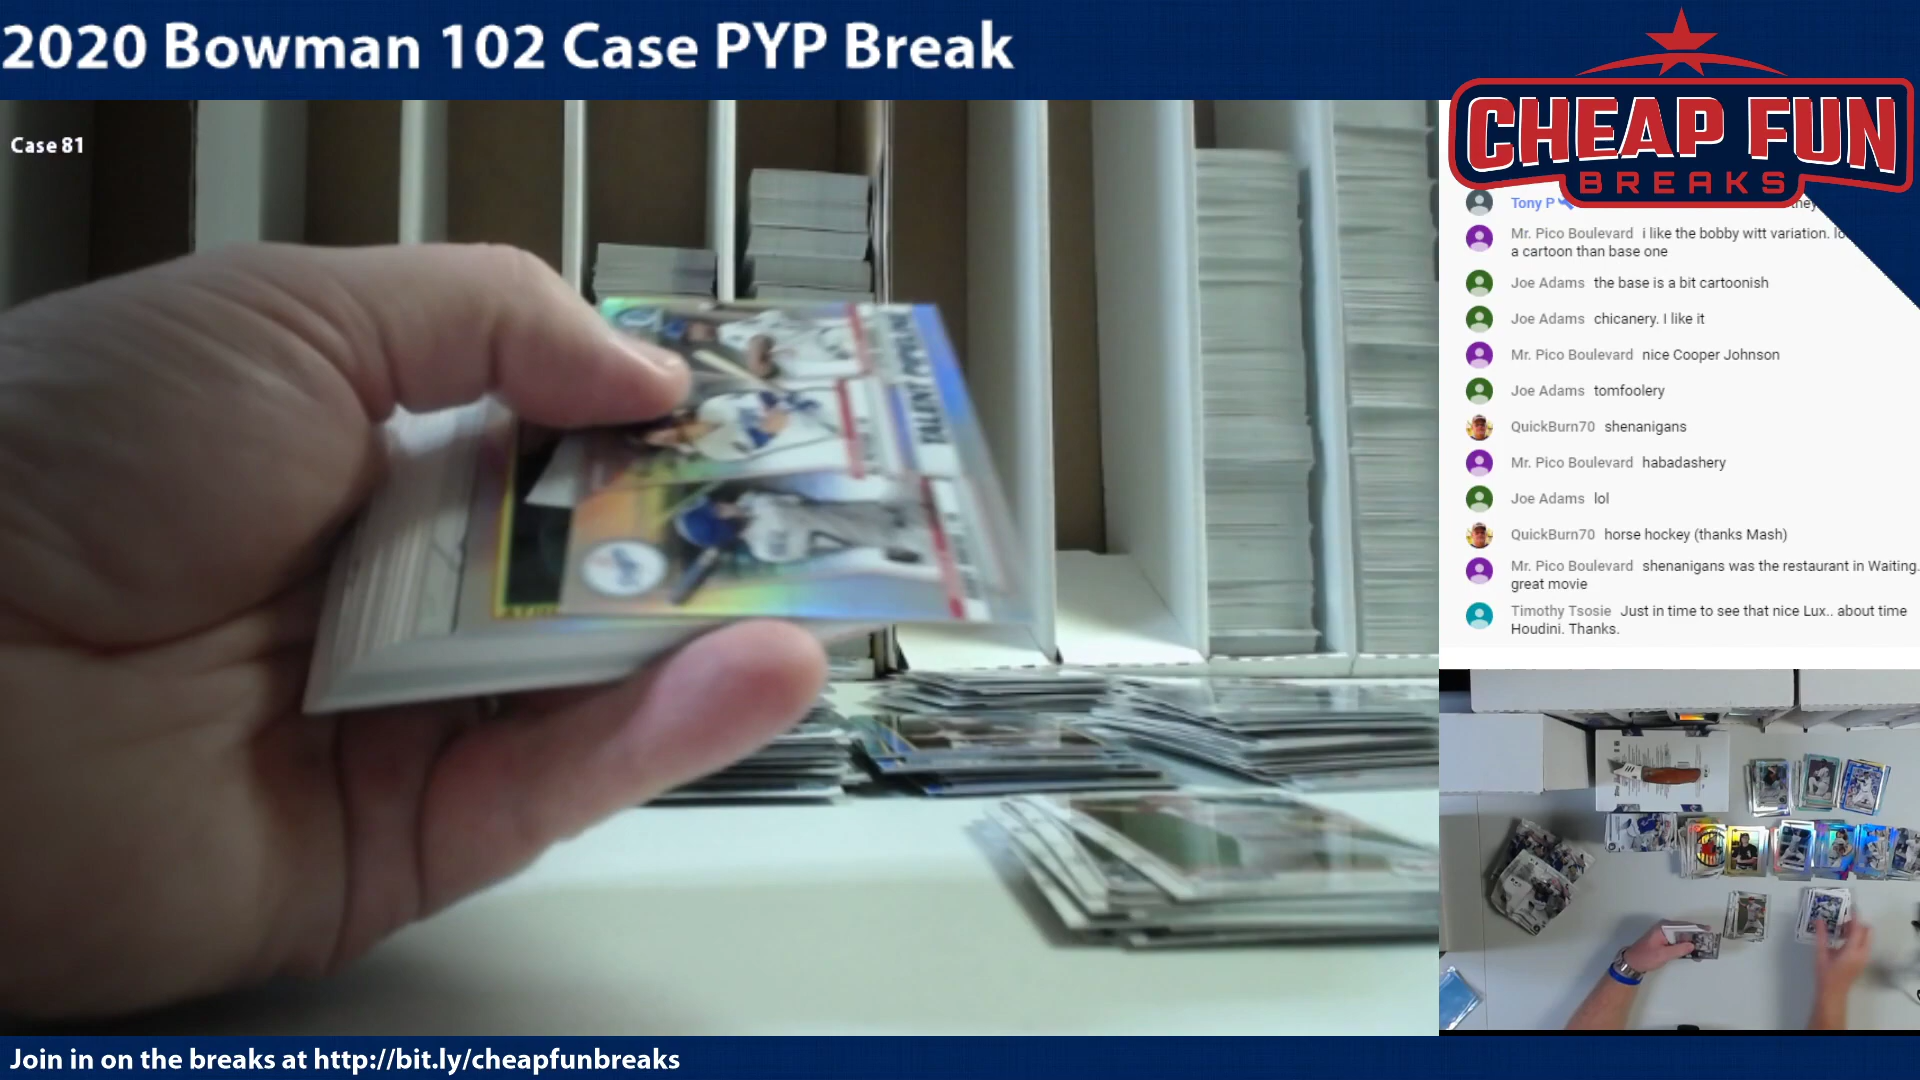 2020 Bowman 102 Case PYP Break
CHEAP FUN
BREAKS
Case 81
Tony P
they
Mr. Pico Boulevard i like the bobby witt variation.
a cartoon than base one
Joe Adams the base is a bit cartoonish
Joe Adams chicanery. I like it
Mr. Pico Boulevard nice Cooper Johnson
Joe Adams tomfoolery
QuickBurn70 shenanigans
Mr. Pico Boulevard habadashery
Joe Adams lol
QuickBurn70 horse hockey (thanks Mash)
Mr. Pico Boulevard shenanigans was the restaurant in Waiting.
great movie
Timothy Tsosie Just in time to see that nice Lux.. about time
Houdini. Thanks.
TALENT PIPELINE
Join in on the breaks at http://bit.ly/cheapfunbreaks